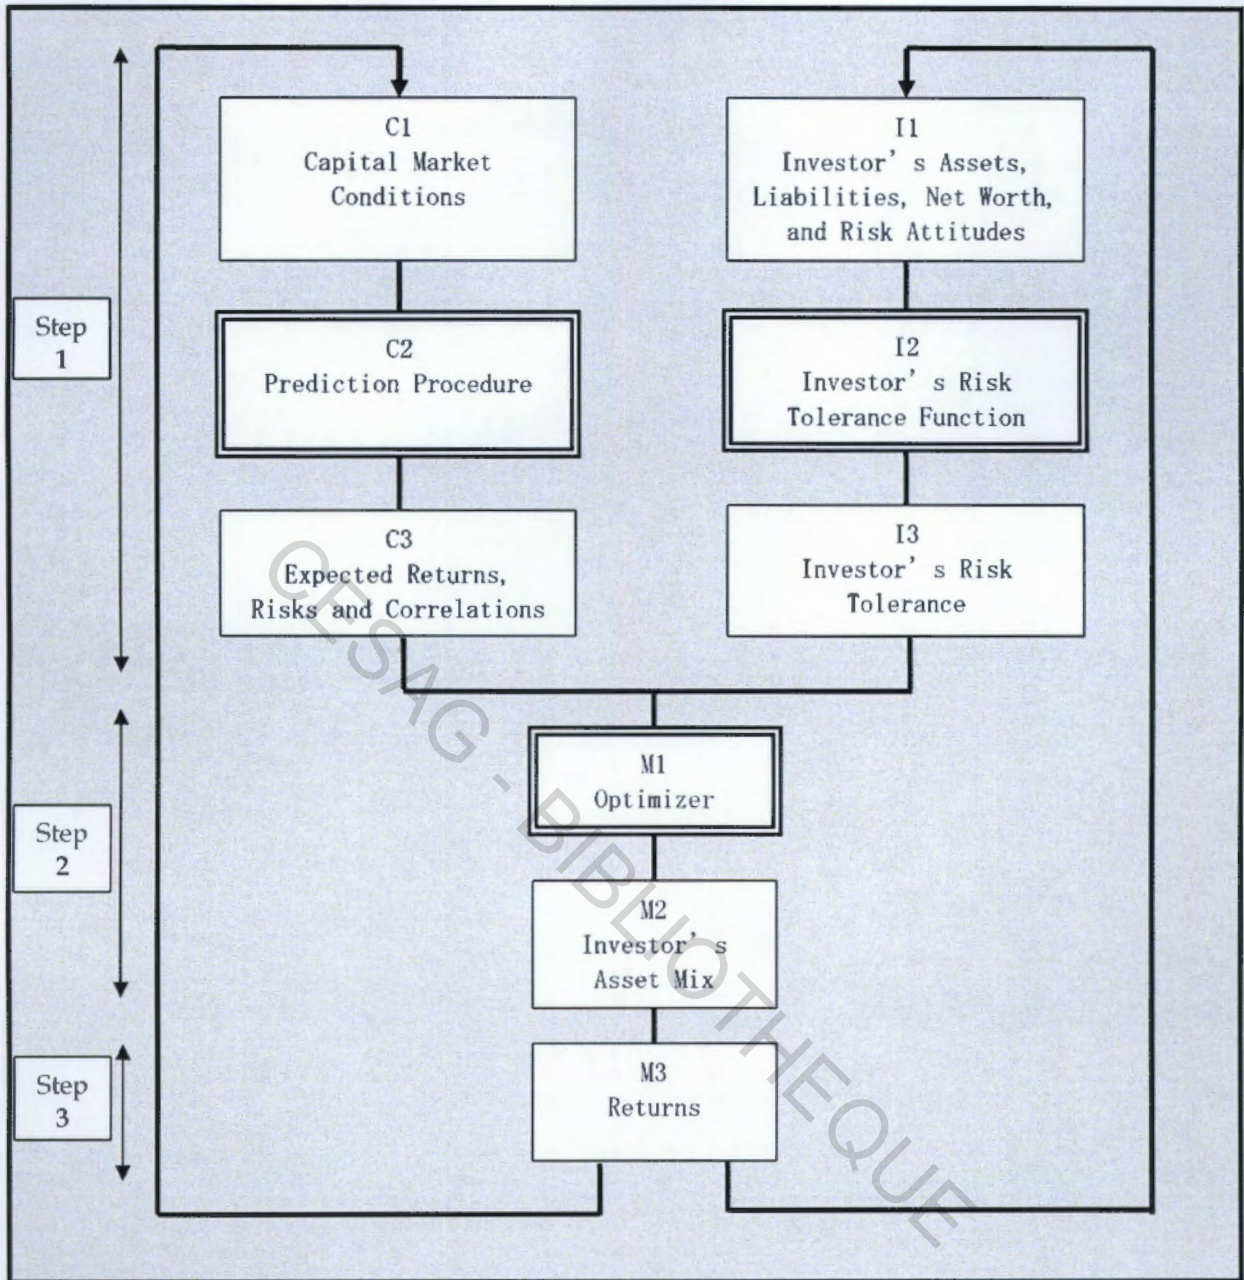 C1
Capital Market
Conditions
I1
Investor's Assets,
Liabilities, Net Worth,
and Risk Attitudes
Step
1
C2
Prediction Procedure
I2
Investor's Risk
Tolerance Function
C3
Expected Returns,
Risks and Correlations
I3
Investor's Risk
Tolerance
Step
2
M1
Optimizer
M2
Investor's
Asset Mix
Step
3
M3
Returns
CESAG - BIBLIOTHEQUE